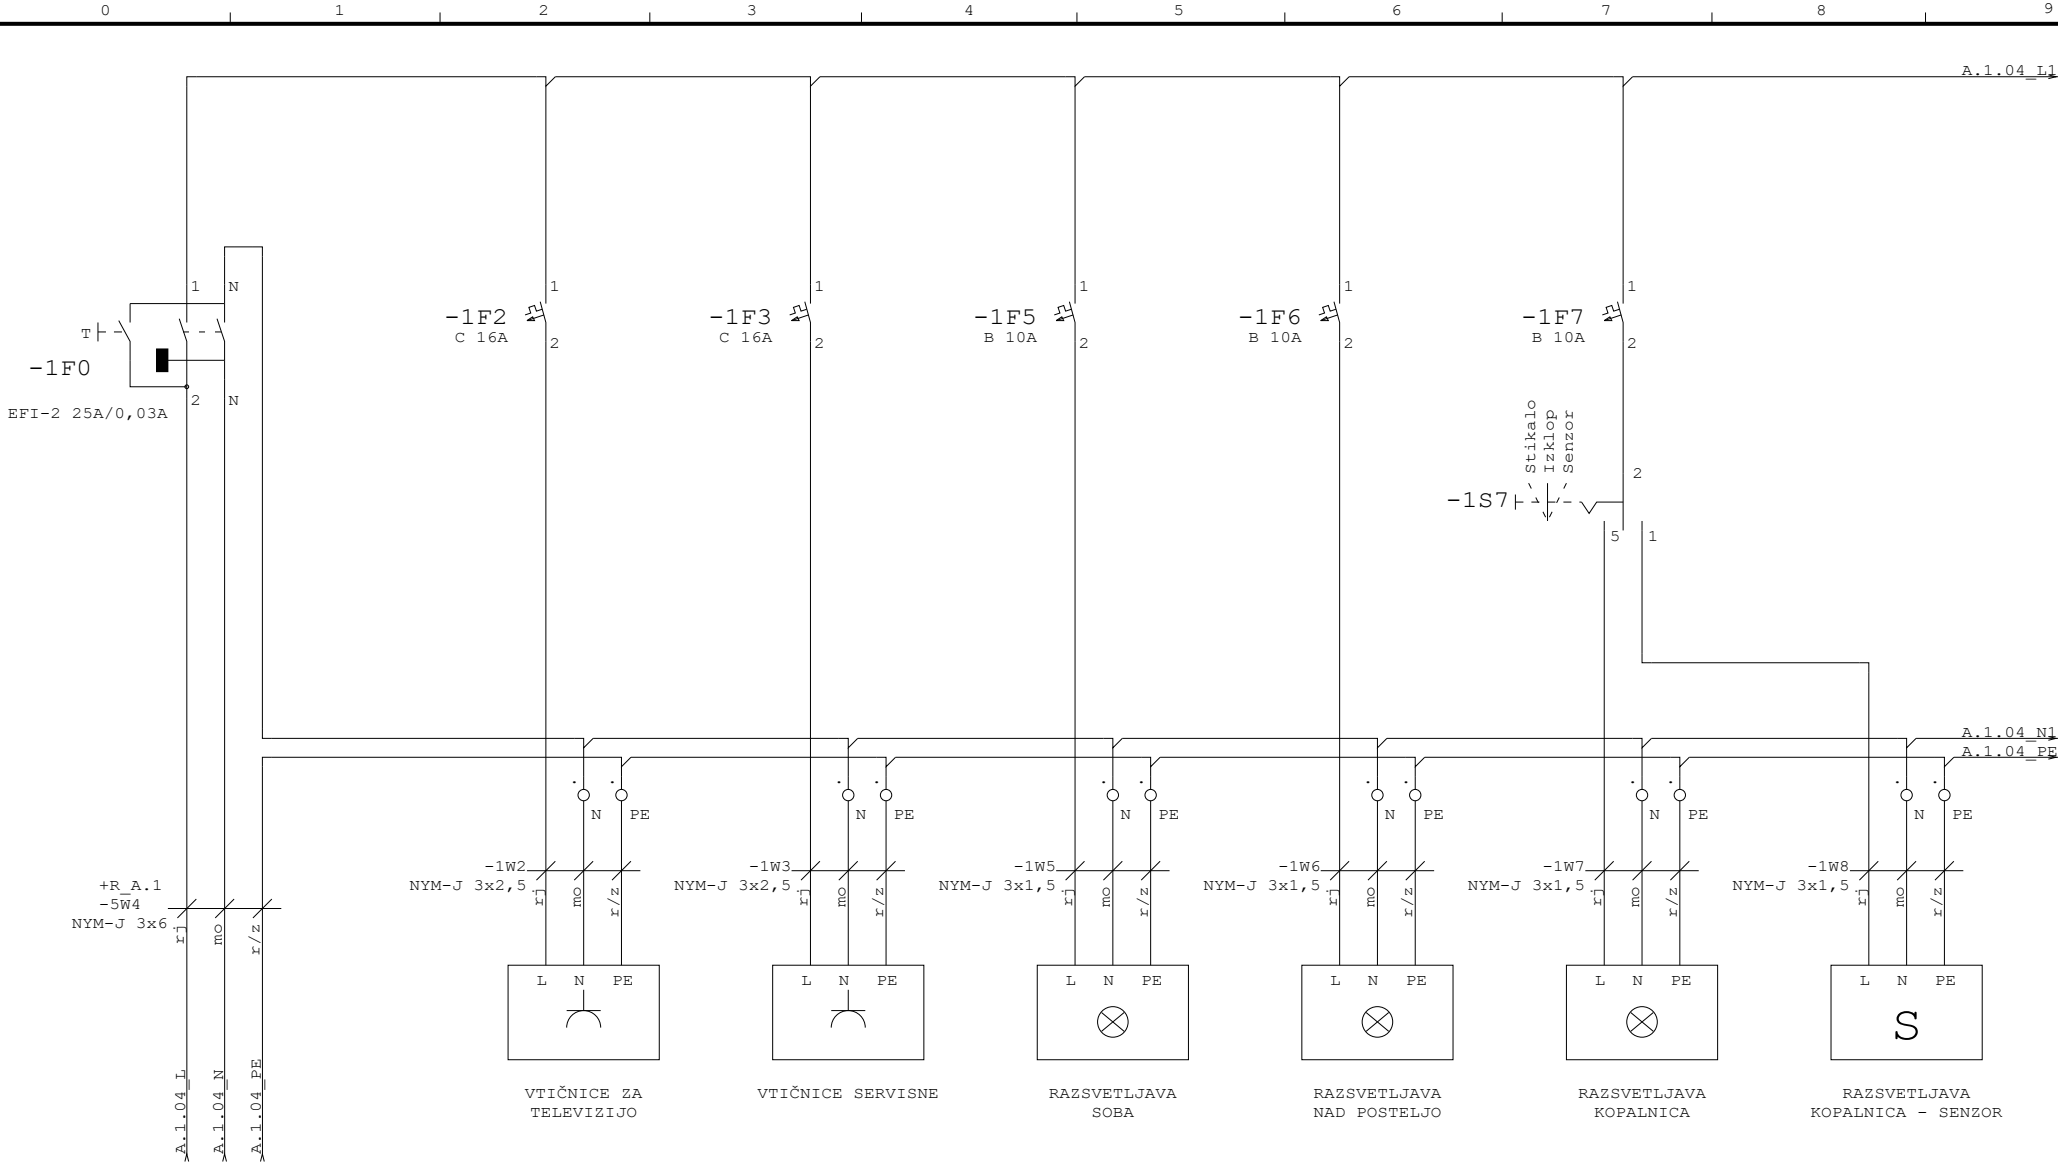 0 1 2 3 4 5 6 7 8 9
A.1.04_L1
1 N 1 1 1 1 1
T
-1F0
2 N
EFI-2 25A/0,03A
-1F2
C 16A
2
-1F3
C 16A
2
-1F5
B 10A
2
-1F6
B 10A
2
-1F7
B 10A
2
Stikalo
Izklop
Senzor
2
-1S7
5 1
A.1.04_N1
A.1.04_PE
N PE N PE N PE N PE N PE N PE
+R_A.1
-5W4
NYM-J 3x6
rj mo r/z
-1W2
NYM-J 3x2,5
rj mo r/z
-1W3
NYM-J 3x2,5
rj mo r/z
-1W5
NYM-J 3x1,5
rj mo r/z
-1W6
NYM-J 3x1,5
rj mo r/z
-1W7
NYM-J 3x1,5
rj mo r/z
-1W8
NYM-J 3x1,5
rj mo r/z
L N PE L N PE L N PE L N PE L N PE L N PE
S
A.1.04_L
A.1.04_N
A.1.04_PE
VTIČNICE ZA
TELEVIZIJO
VTIČNICE SERVISNE
RAZSVETLJAVA
SOBA
RAZSVETLJAVA
NAD POSTELJO
RAZSVETLJAVA
KOPALNICA
RAZSVETLJAVA
KOPALNICA - SENZOR